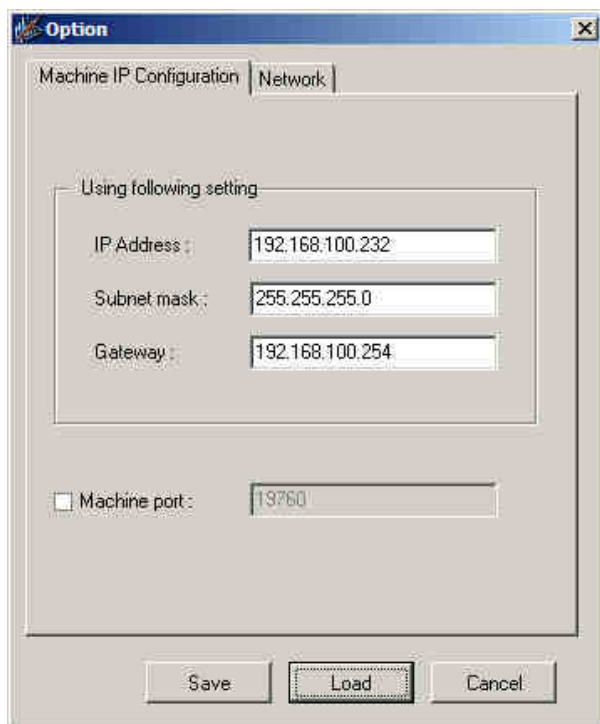 Option
Machine IP Configuration Network
Using following setting
IP Address : 192.168.100.232
Subnet mask : 255.255.255.0
Gateway : 192.168.100.254
Machine port : 19760
Save Load Cancel